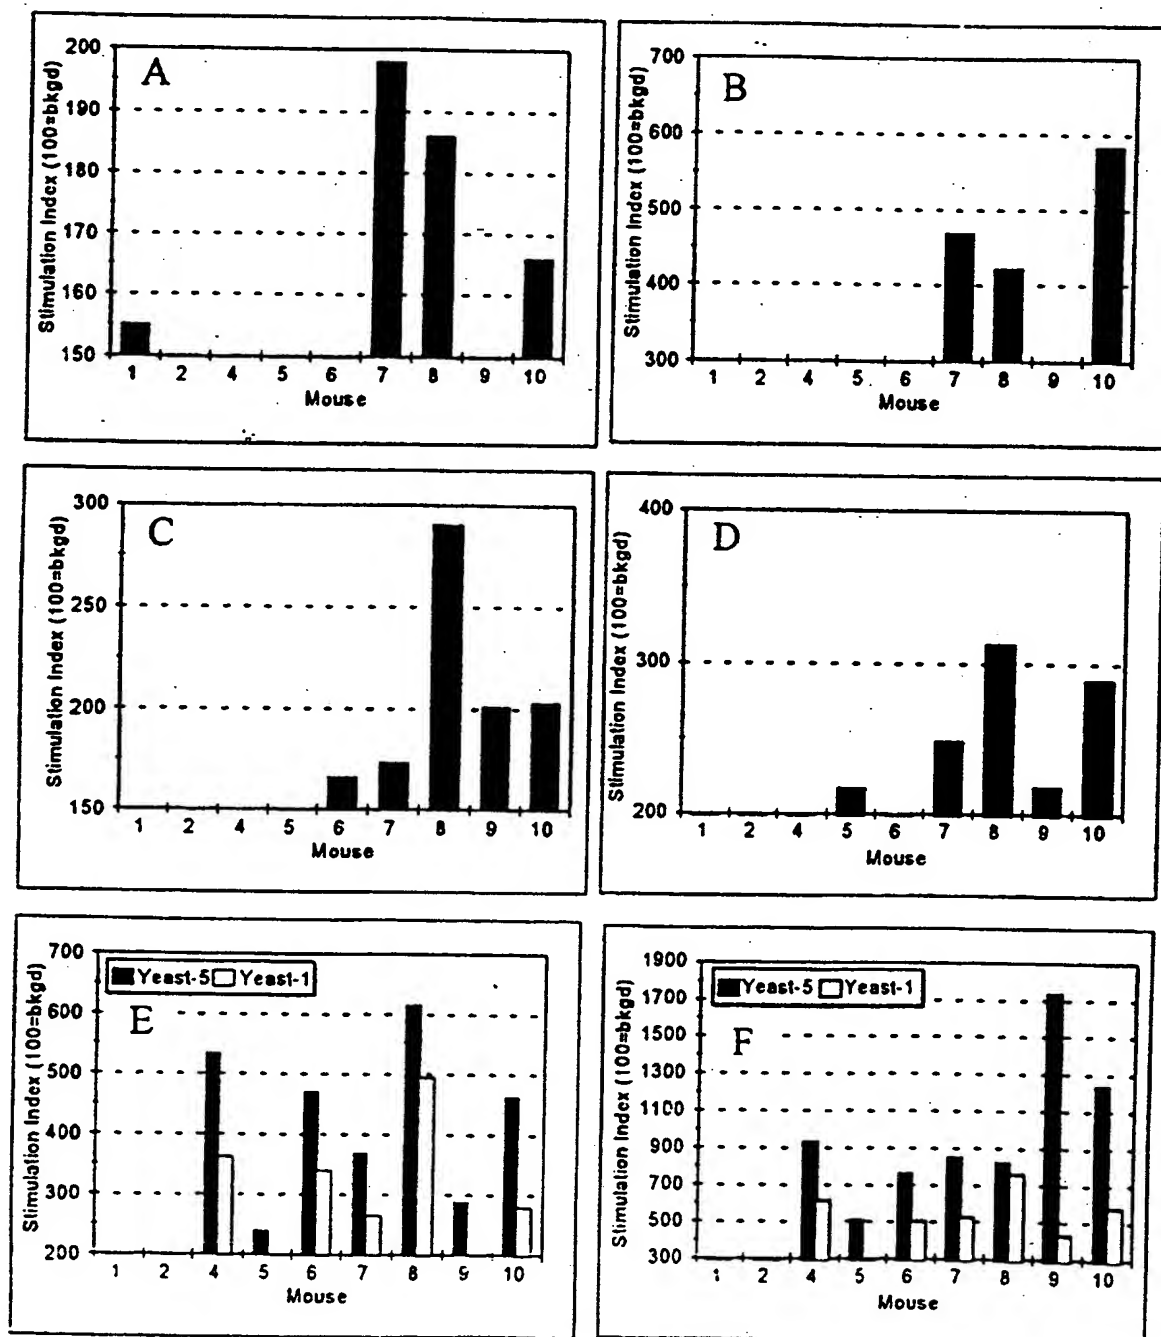 A
Stimulation Index (100=bkgd)
200
190
180
170
160
150
1 2 4 5 6 7 8 9 10
Mouse
B
Stimulation Index (100=bkgd)
700
600
500
400
300
1 2 4 5 6 7 8 9 10
Mouse
C
Stimulation Index (100=bkgd)
300
250
200
150
1 2 4 5 6 7 8 9 10
Mouse
D
Stimulation Index (100=bkgd)
400
300
200
1 2 4 5 6 7 8 9 10
Mouse
E
Yeast-5 Yeast-1
Stimulation Index (100=bkgd)
700
600
500
400
300
200
1 2 4 5 6 7 8 9 10
Mouse
F
Yeast-5 Yeast-1
Stimulation Index (100=bkgd)
1900
1700
1500
1300
1100
900
700
500
300
1 2 4 5 6 7 8 9 10
Mouse